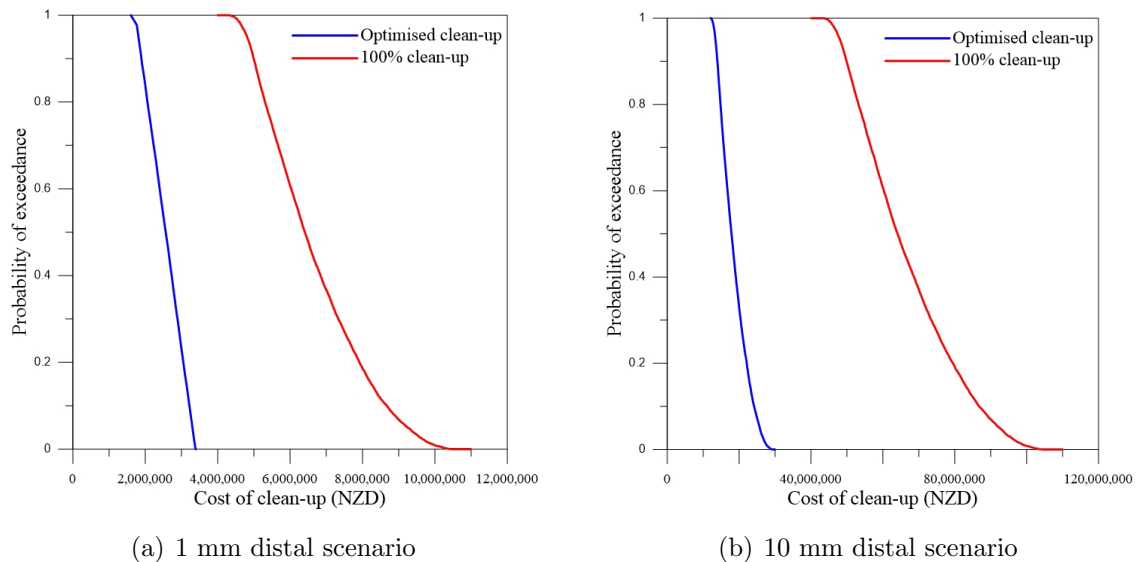 1
0.8
0.6
0.4
0.2
0
Probability of exceedance
Optimised clean-up
100% clean-up
0
2,000,000
4,000,000
6,000,000
8,000,000
10,000,000
12,000,000
Cost of clean-up (NZD)
(a) 1 mm distal scenario
1
0.8
0.6
0.4
0.2
0
Probability of exceedance
Optimised clean-up
100% clean-up
0
40,000,000
80,000,000
120,000,000
Cost of clean-up (NZD)
(b) 10 mm distal scenario